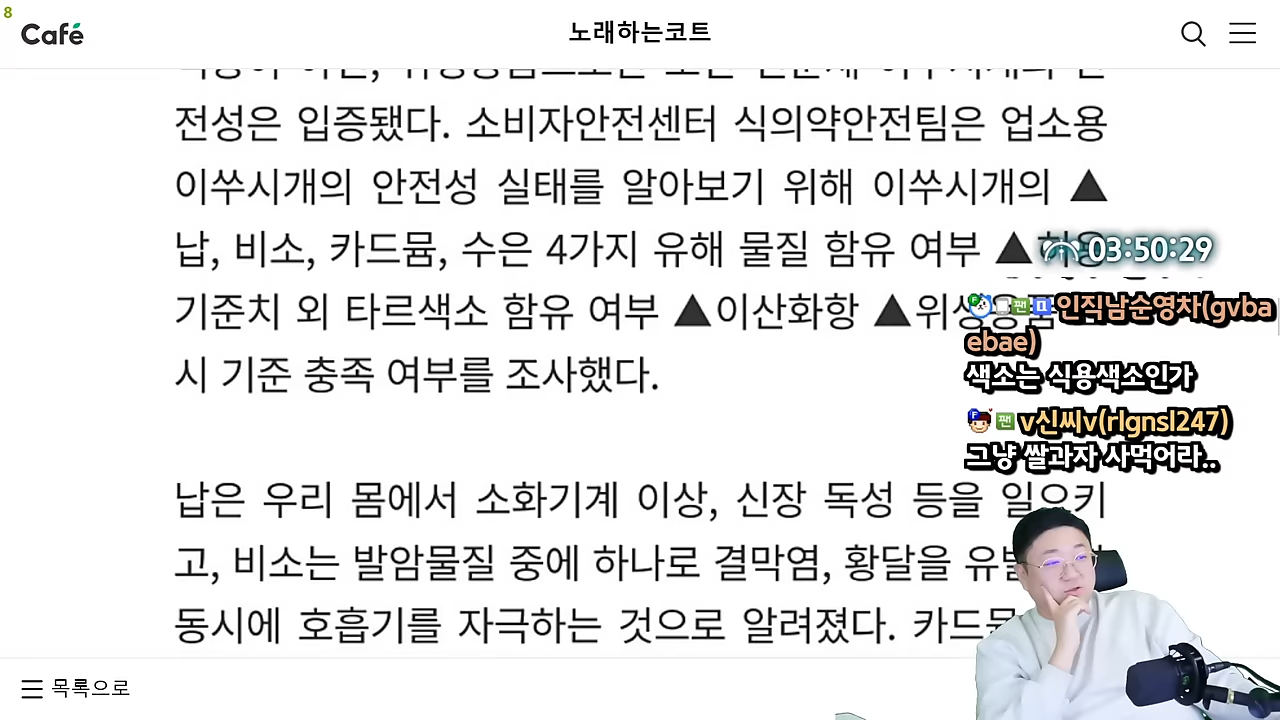 8
Café
노래하는코트
전성은 입증됐다. 소비자안전센터 식의약안전팀은 업소용
이쑤시개의 안전성 실태를 알아보기 위해 이쑤시개의 ▲
납, 비소, 카드뮴, 수은 4가지 유해 물질 함유 여부 ▲허용
03:50:29
기준치 외 타르색소 함유 여부 ▲이산화항 ▲위생용품
시 기준 충족 여부를 조사했다.
인직남순영차(gvba
ebae)
색소는 식용색소인가
v신씨v(rlgnsl247)
그냥 쌀과자 사먹어라..
납은 우리 몸에서 소화기계 이상, 신장 독성 등을 일으키
고, 비소는 발암물질 중에 하나로 결막염, 황달을 유발
동시에 호흡기를 자극하는 것으로 알려졌다. 카드뮴
목록으로